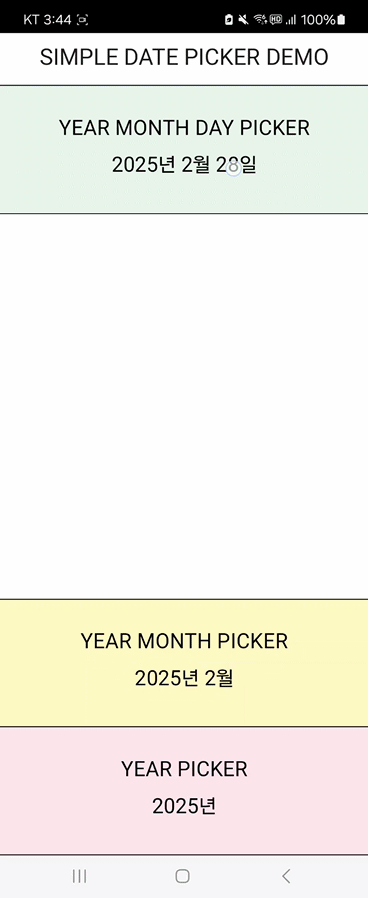 KT 3:44 100%
SIMPLE DATE PICKER DEMO
YEAR MONTH DAY PICKER
2025년 2월 28일
YEAR MONTH PICKER
2025년 2월
YEAR PICKER
2025년